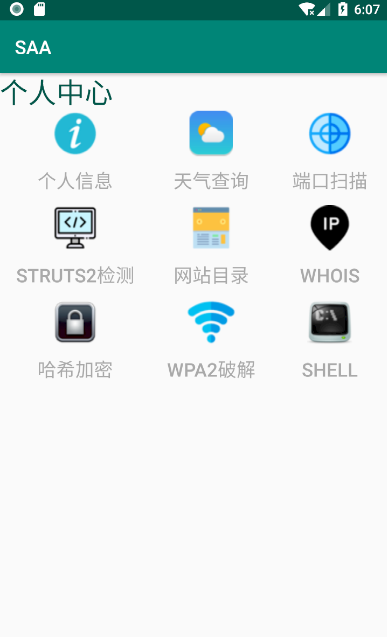 6:07
SAA
个人中心
个人信息 天气查询 端口扫描
</>
IP
STRUTS2检测 网站目录 WHOIS
C:\
哈希加密 WPA2破解 SHELL